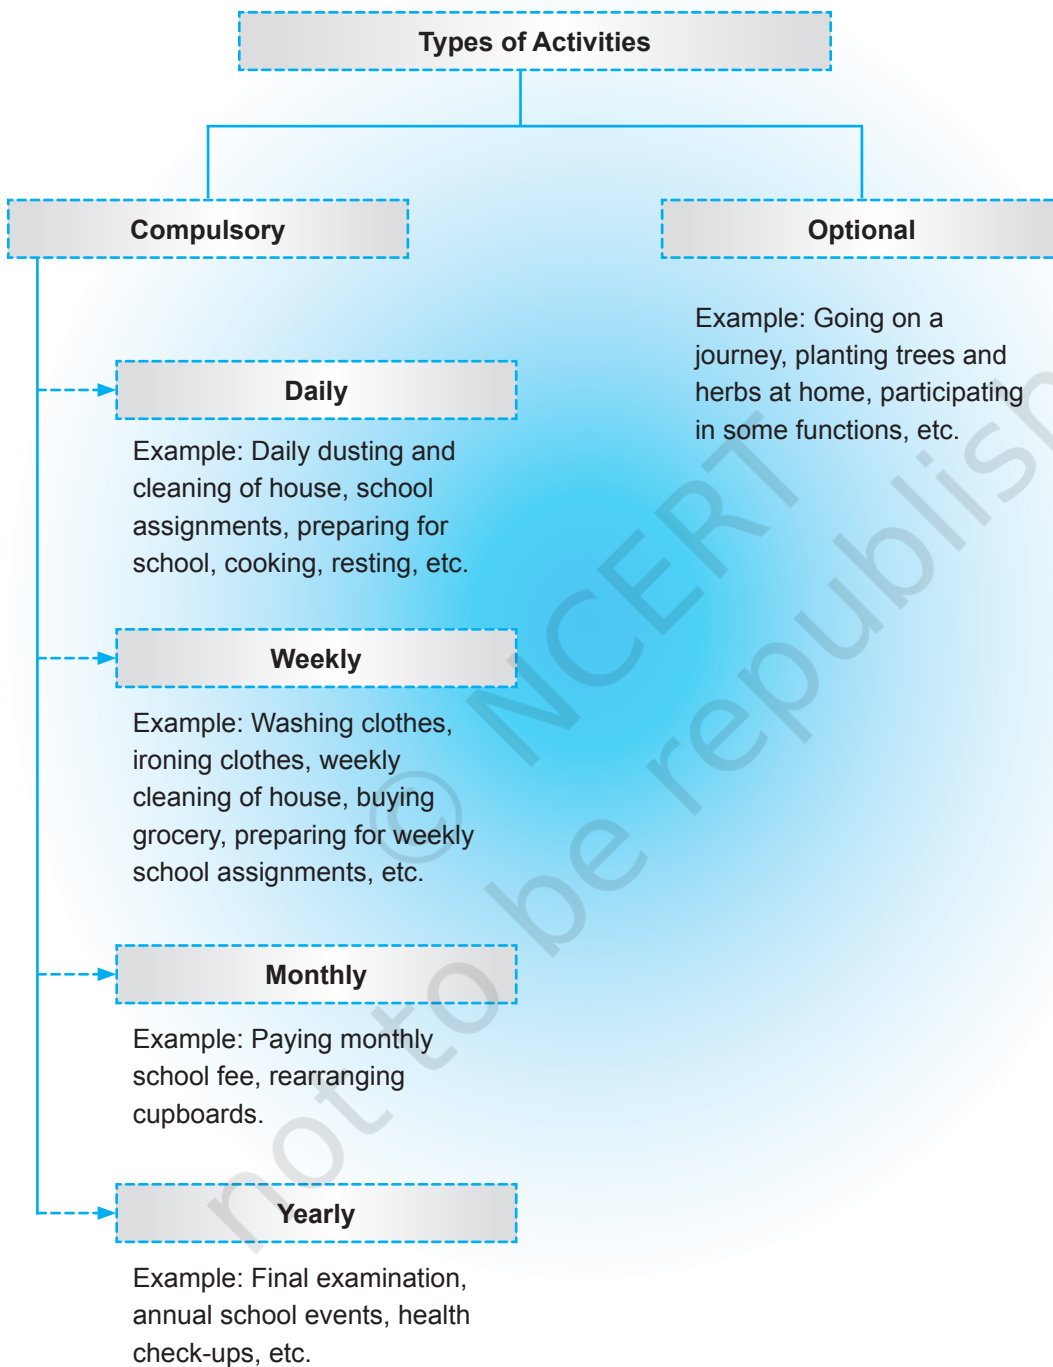 Types of Activities
Compulsory
Optional
Daily
Example: Daily dusting and
cleaning of house, school
assignments, preparing for
school, cooking, resting, etc.
Weekly
Example: Washing clothes,
ironing clothes, weekly
cleaning of house, buying
grocery, preparing for weekly
school assignments, etc.
Monthly
Example: Paying monthly
school fee, rearranging
cupboards.
Yearly
Example: Final examination,
annual school events, health
check-ups, etc.
Example: Going on a
journey, planting trees and
herbs at home, participating
in some functions, etc.
© NCERT
not to be republish